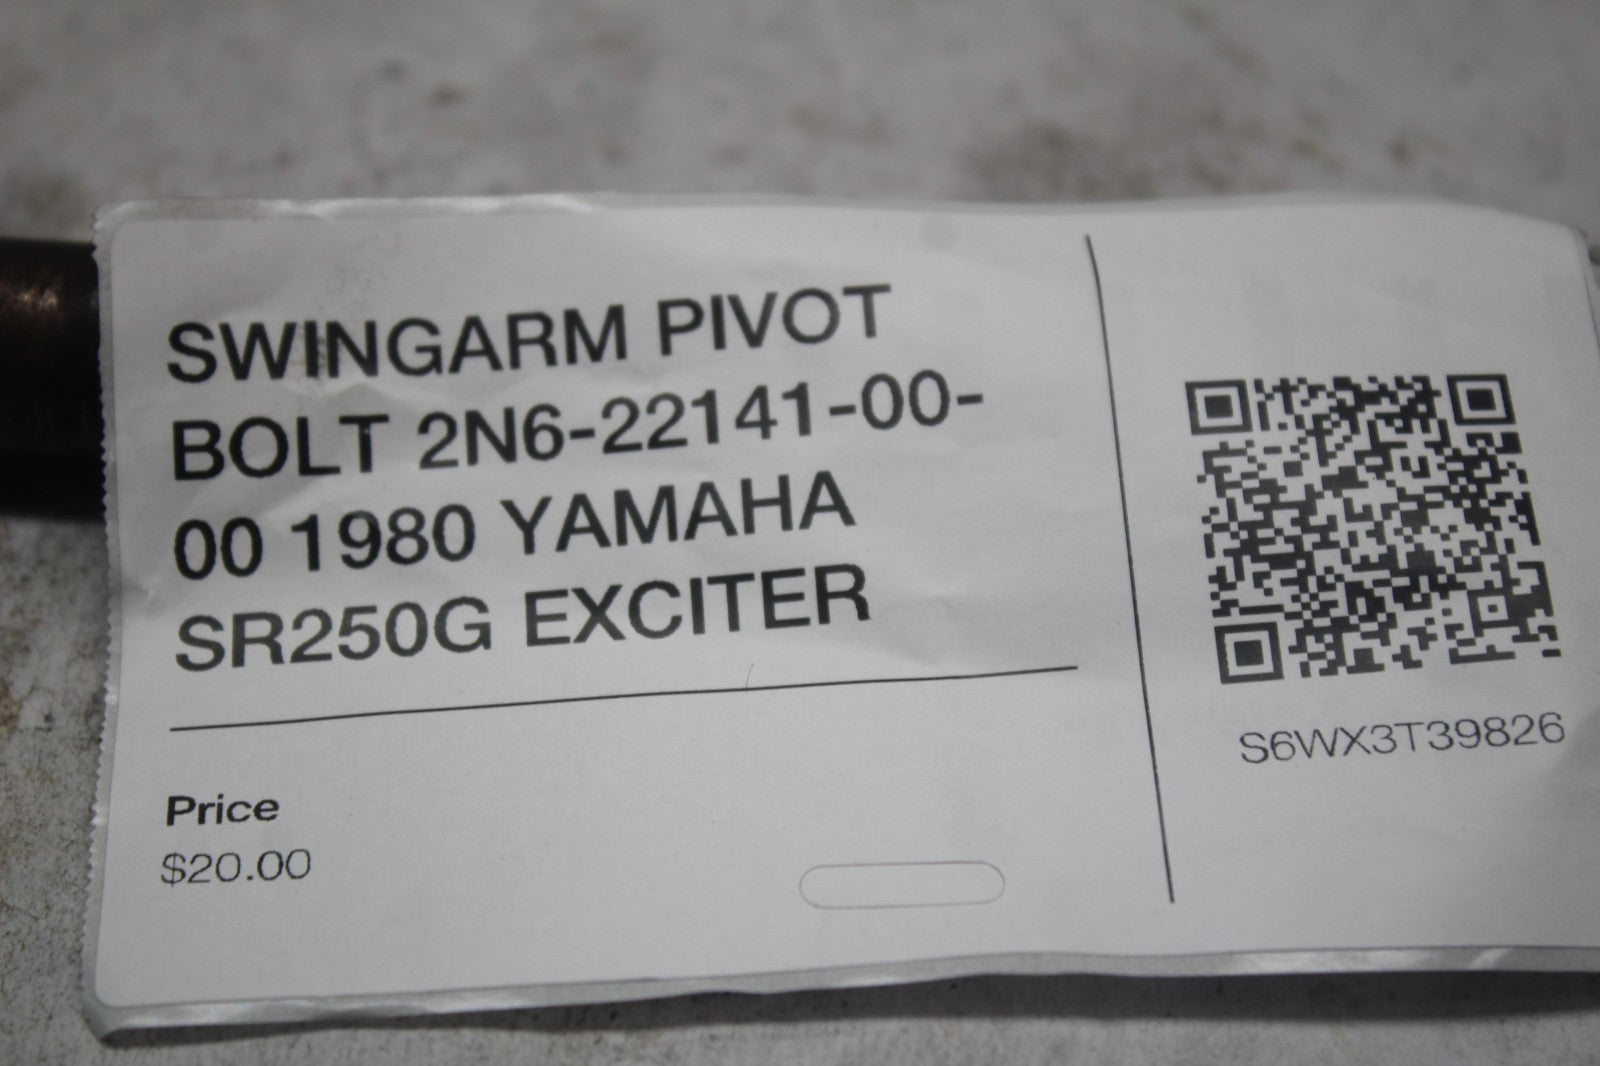 SWINGARM PIVOT
BOLT 2N6-22141-00-
00 1980 YAMAHA
SR250G EXCITER
Price
$20.00
S6WX3T39826